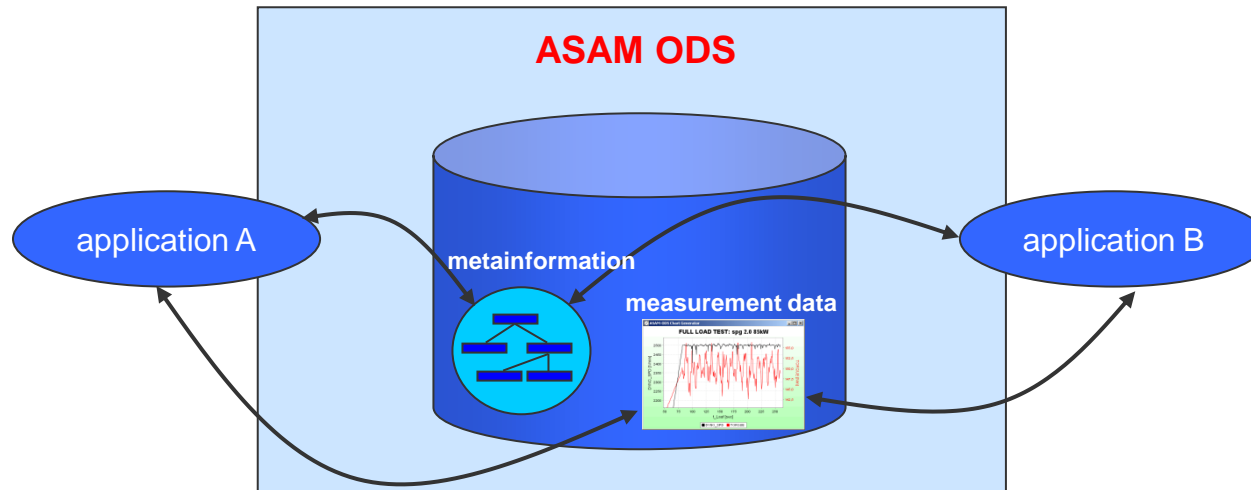 ASAM ODS
application A
application B
metainformation
measurement data
FULL LOAD TEST: spg 2.0 85kW